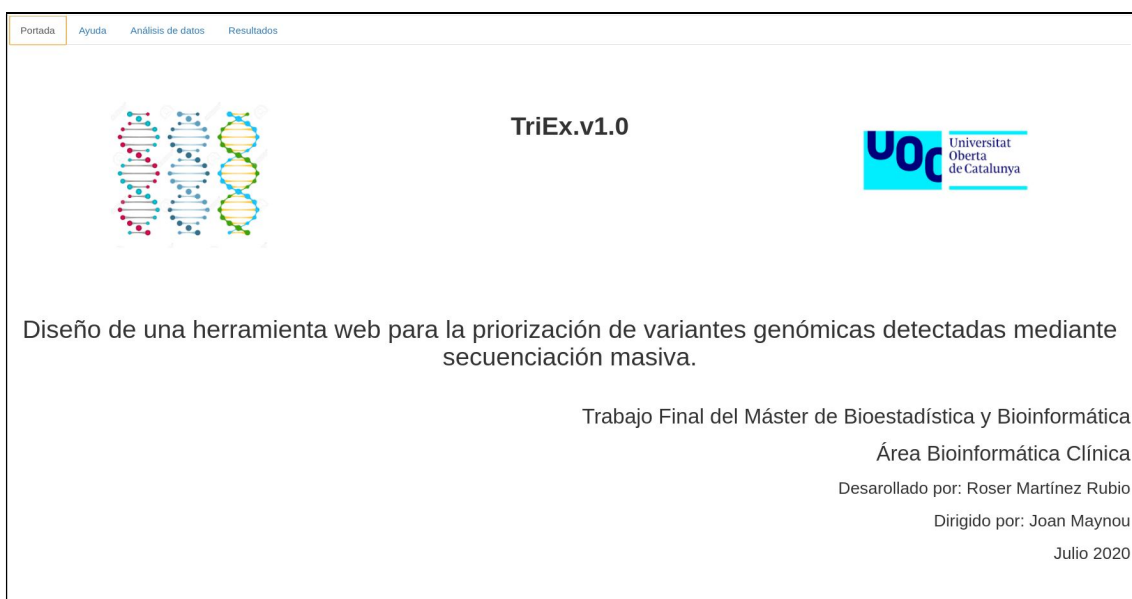 Portada Ayuda Análisis de datos Resultados
TriEx.v1.0
UOC
Universitat
Oberta
de Catalunya
Diseño de una herramienta web para la priorización de variantes genómicas detectadas mediante
secuenciación masiva.
Trabajo Final del Máster de Bioestadística y Bioinformática
Área Bioinformática Clínica
Desarollado por: Roser Martínez Rubio
Dirigido por: Joan Maynou
Julio 2020